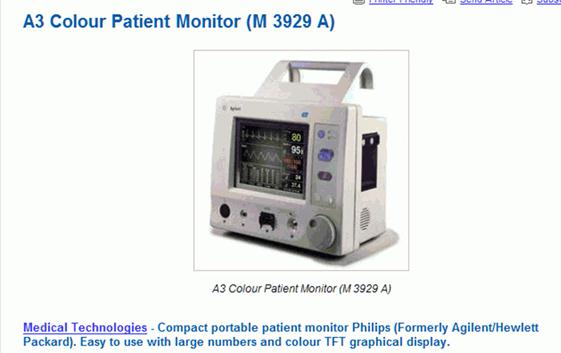 Printer Friendly Send Article
A3 Colour Patient Monitor (M 3929 A)
Agilent
80
95
24
37.4
A3 Colour Patient Monitor (M 3929 A)
Medical Technologies - Compact portable patient monitor Philips (Formerly Agilent/Hewlett
Packard). Easy to use with large numbers and colour TFT graphical display.